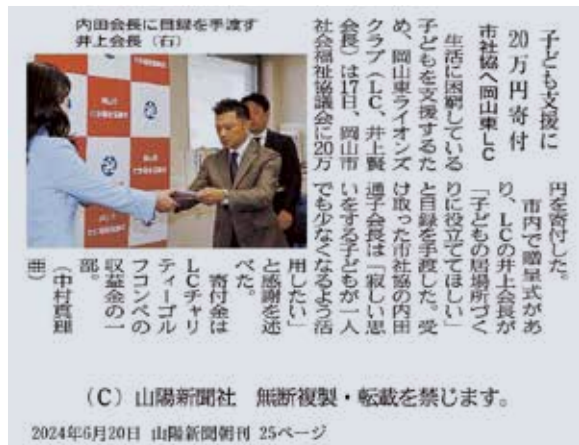 子ども支援に
20万円寄付
市社協へ岡山東LC
生活に困窮している
子どもを支援するた
め、岡山東ライオンズ
クラブ（LC、井上賢
会長）は17日、岡山市
社会福祉協議会に20万
円を寄付した。
市内で贈呈式があ
り、LCの井上会長が
「子どもの居場所づく
りに役立ててほしい」
と目録を手渡した。受
け取った市社協の内田
通子会長は「寂しい思
いをする子どもが一人
でも少なくなるよう活
用したい」
と感謝を述
べた。
寄付金は
LCチャリ
ティーゴル
フコンペの
収益金の一
部。
（中村真理
亜）
内田会長に目録を手渡す
井上会長（右）
（C）山陽新聞社　無断複製・転載を禁じます。
2024年6月20日 山陽新聞朝刊 25ページ